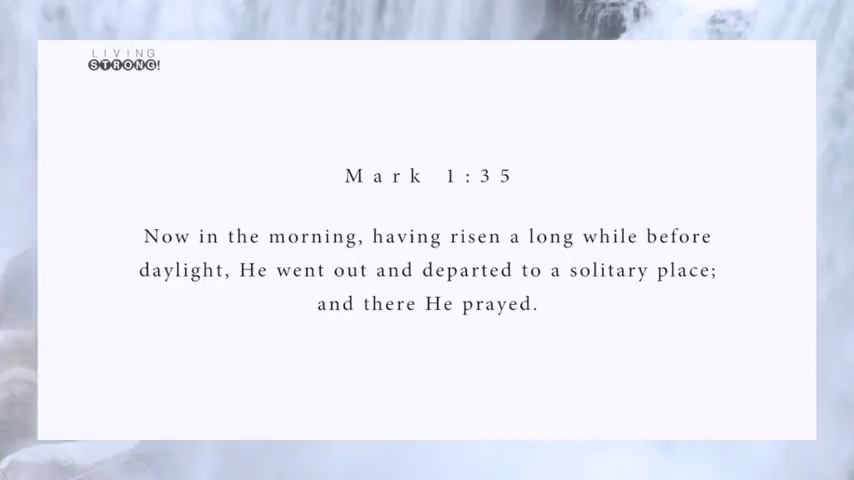 LIVING
STRONG!
Mark 1:35
Now in the morning, having risen a long while before
daylight, He went out and departed to a solitary place;
and there He prayed.